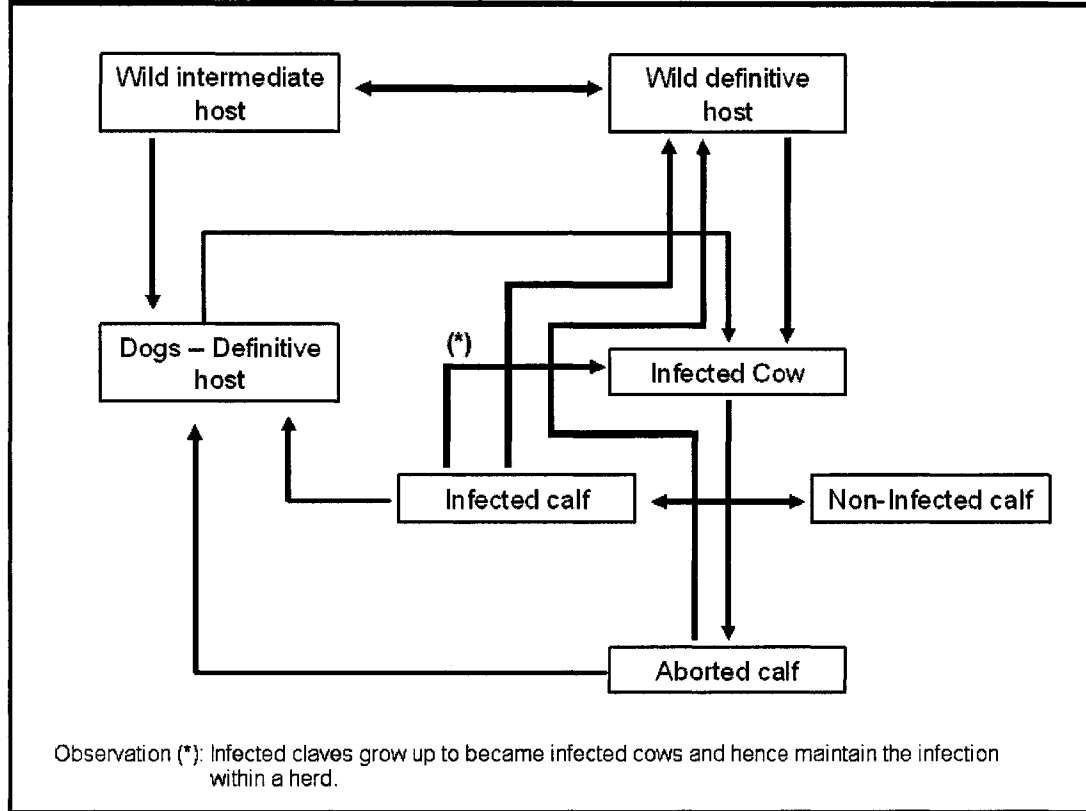 Wild intermediate
host
Wild definitive
host
Dogs – Definitive
host
(*)
Infected Cow
Infected calf
Non-Infected calf
Aborted calf
Observation (*): Infected claves grow up to became infected cows and hence maintain the infection
within a herd.